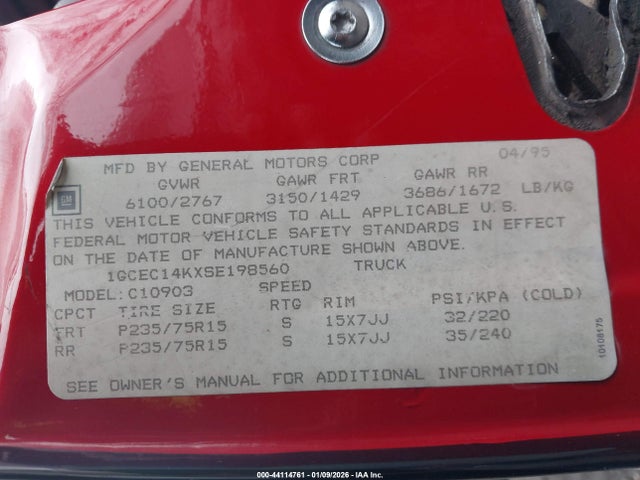 MFD BY GENERAL MOTORS CORP 04/95
GVWR GAWR FRT GAWR RR
GM 6100/2767 3150/1429 3686/1672 LB/KG
THIS VEHICLE CONFORMS TO ALL APPLICABLE U.S.
FEDERAL MOTOR VEHICLE SAFETY STANDARDS IN EFFECT
ON THE DATE OF MANUFACTURE SHOWN ABOVE.
1GCEC14KXSE198560 TRUCK
MODEL: C10903 SPEED
CPCT TIRE SIZE RTG RIM PSI/KPA (COLD)
FRT P235/75R15 S 15X7JJ 32/220
RR P235/75R15 S 15X7JJ 35/240
SEE OWNER'S MANUAL FOR ADDITIONAL INFORMATION
10108175
000-44114761 - 01/09/2026 - IAA Inc.